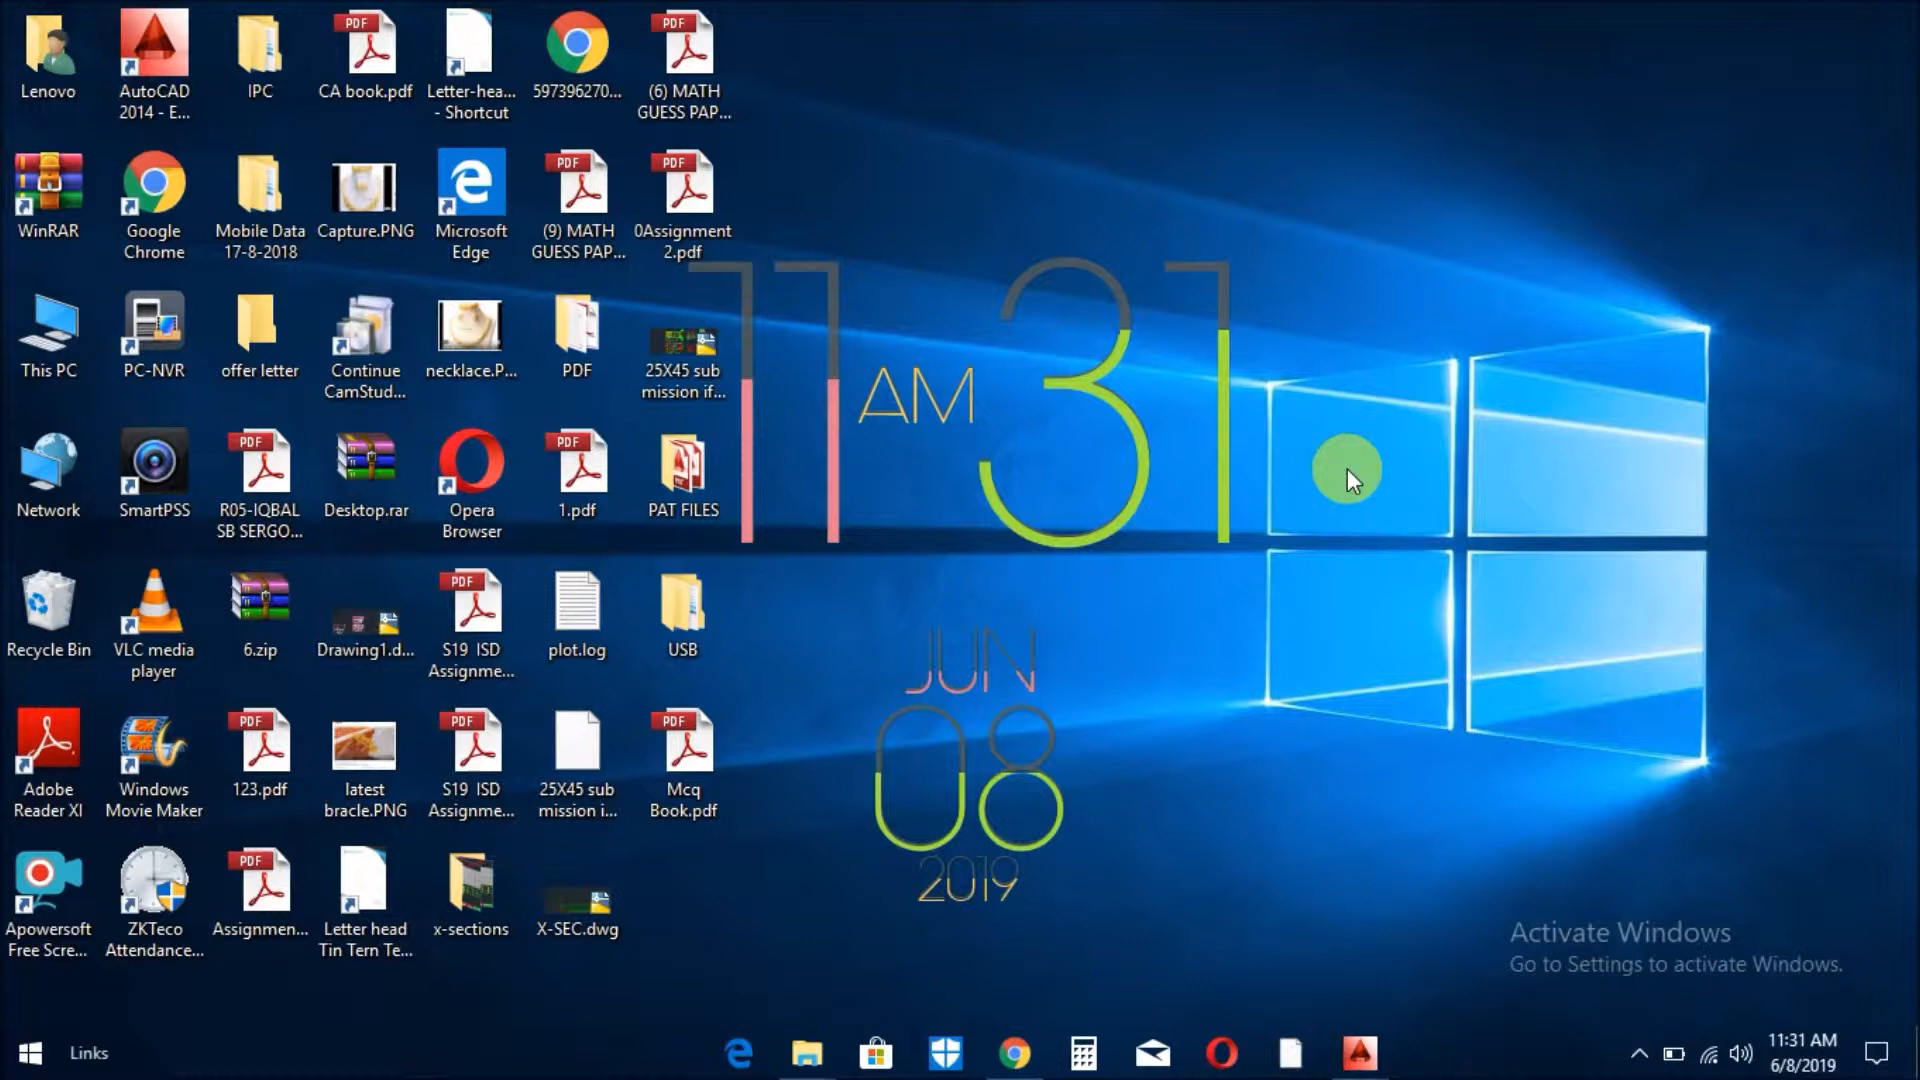 Lenovo
AutoCAD
2014 - E...
IPC
CA book.pdf
Letter-hea...
- Shortcut
597396270...
(6) MATH
GUESS PAP...
WinRAR
Google
Chrome
Mobile Data
17-8-2018
Capture.PNG
Microsoft
Edge
(9) MATH
GUESS PAP...
0Assignment
2.pdf
This PC
PC-NVR
offer letter
Continue
CamStud...
necklace.P...
PDF
25X45 sub
mission if...
Network
SmartPSS
R05-IQBAL
SB SERGO...
Desktop.rar
Opera
Browser
1.pdf
PAT FILES
Recycle Bin
VLC media
player
6.zip
Drawing1.d...
S19 ISD
Assignme...
plot.log
USB
Adobe
Reader XI
Windows
Movie Maker
123.pdf
latest
bracle.PNG
S19 ISD
Assignme...
25X45 sub
mission i...
Mcq
Book.pdf
Apowersoft
Free Scre...
ZKTeco
Attendance...
Assignmen...
Letter head
Tin Tern Te...
x-sections
X-SEC.dwg
11 AM 31
JUN
08
2019
Activate Windows
Go to Settings to activate Windows.
Links
11:31 AM
6/8/2019